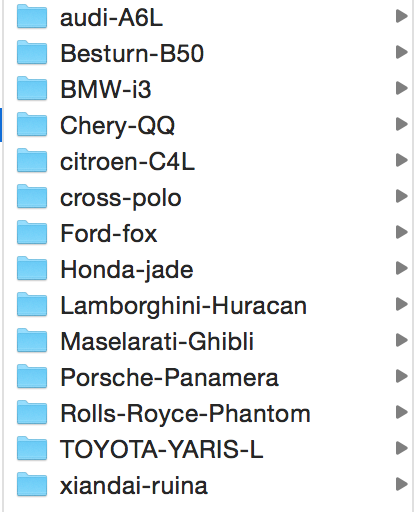 audi-A6L
Besturn-B50
BMW-i3
Chery-QQ
citroen-C4L
cross-polo
Ford-fox
Honda-jade
Lamborghini-Huracan
Maselarati-Ghibli
Porsche-Panamera
Rolls-Royce-Phantom
TOYOTA-YARIS-L
xiandai-ruina